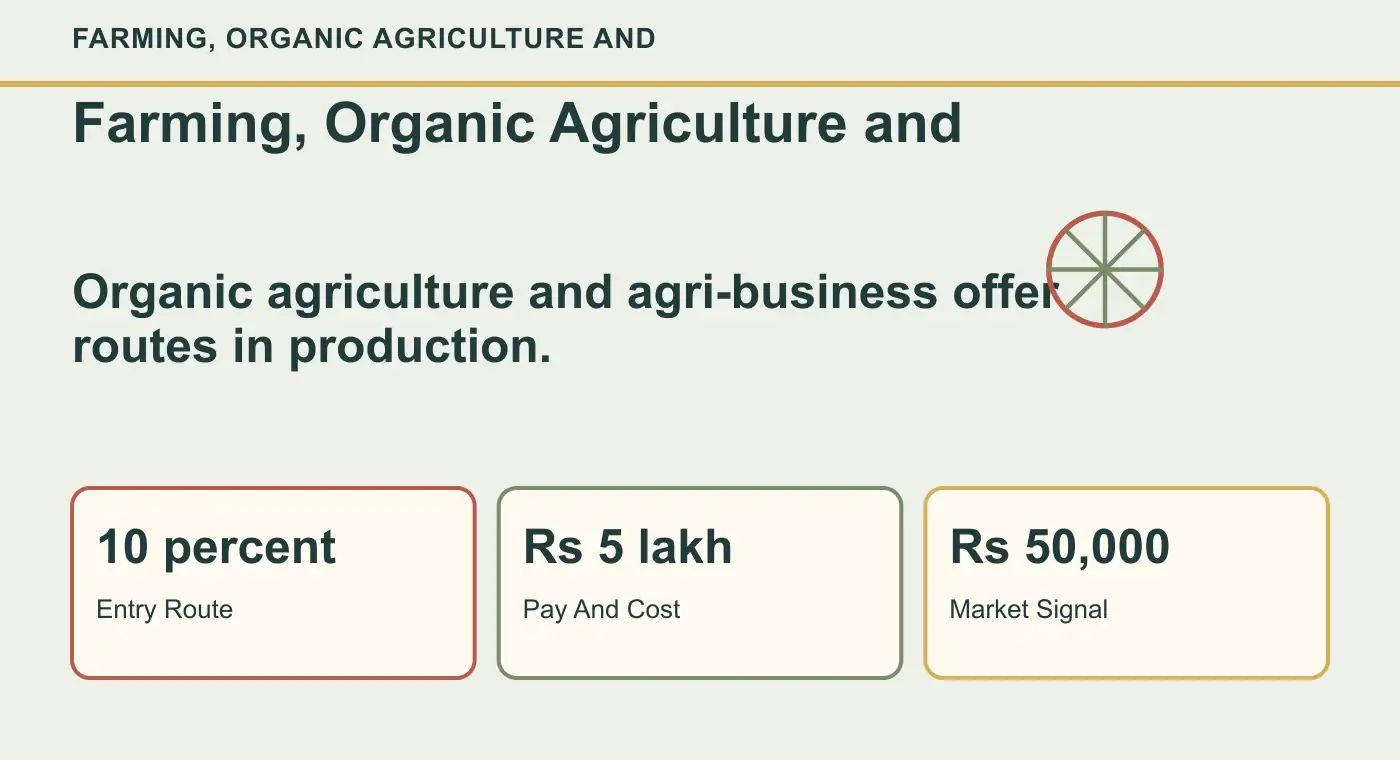 FARMING, ORGANIC AGRICULTURE AND
Farming, Organic Agriculture and
Organic agriculture and agri-business offer
routes in production.
10 percent
Entry Route
Rs 5 lakh
Pay And Cost
Rs 50,000
Market Signal